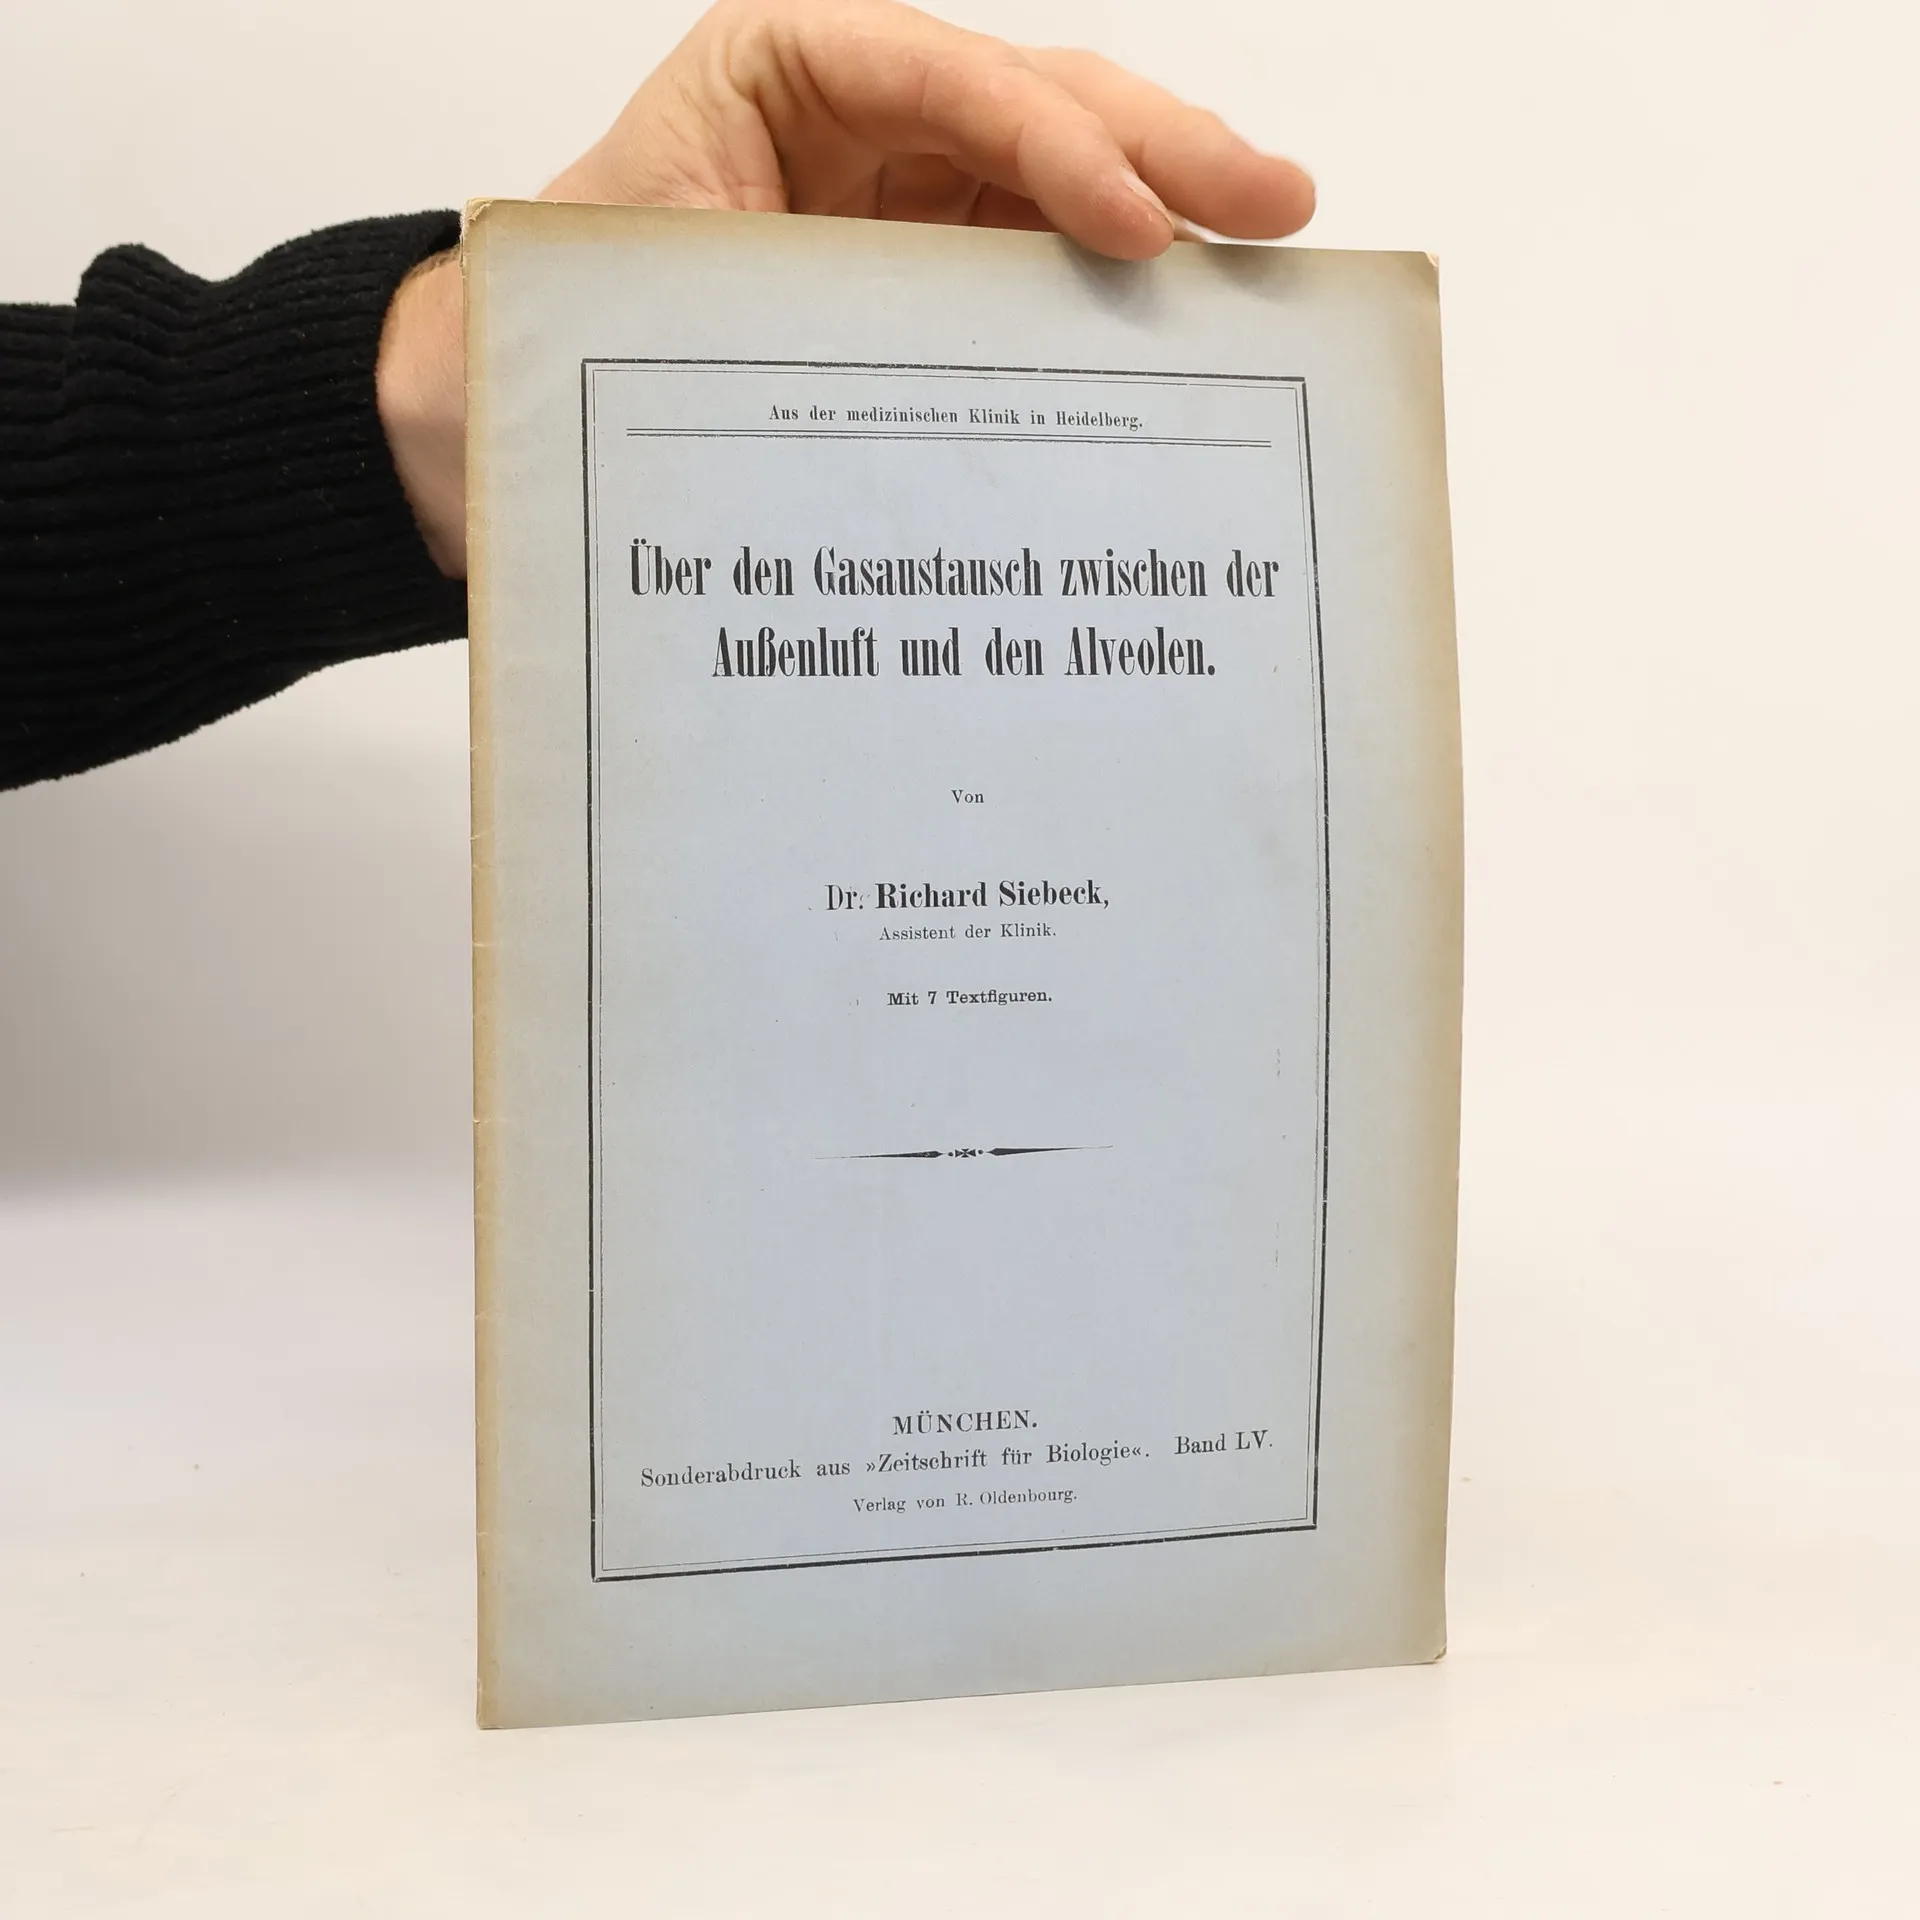 Aus der medizinischen Klinik in Heidelberg.
Über den Gasaustausch zwischen der
Außenluft und den Alveolen.
Von
Dr. Richard Siebeck,
Assistent der Klinik.
Mit 7 Textfiguren.
MÜNCHEN.
Sonderabdruck aus »Zeitschrift für Biologie«. Band LV.
Verlag von R. Oldenbourg.